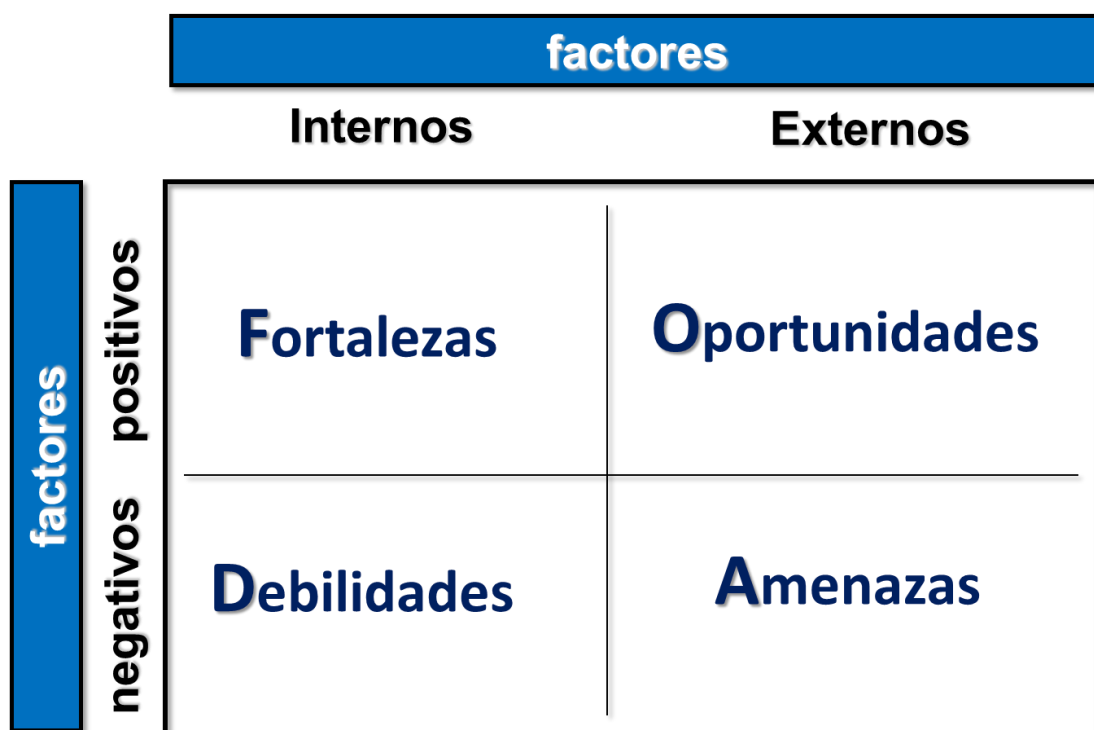 factores
Internos Externos
factores
positivos
negativos
Fortalezas Oportunidades
Debilidades Amenazas